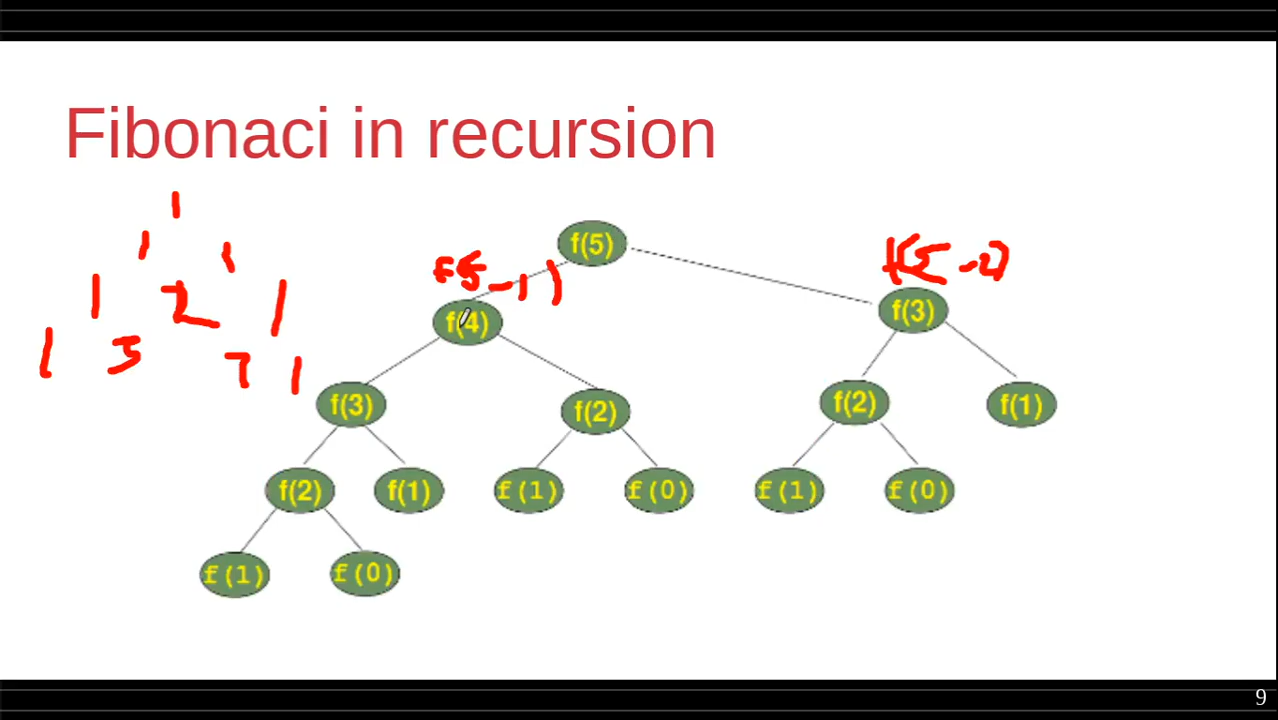 Fibonaci in recursion
1
1 1
1 2 1
1 3 3 1
f(5)
f(5-1) f(5-2)
f(4) f(3)
f(3) f(2) f(2) f(1)
f(2) f(1) f(1) f(0) f(1) f(0)
f(1) f(0)
9